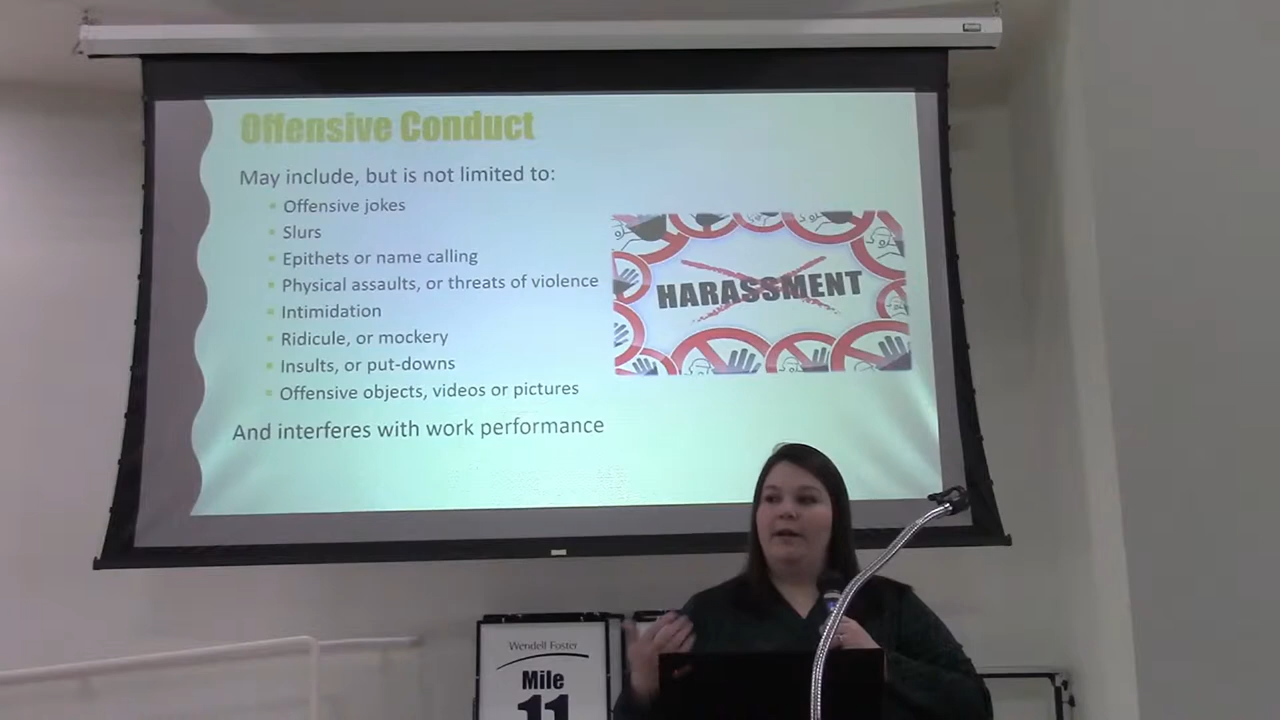 Offensive Conduct
May include, but is not limited to:
Offensive jokes
Slurs
Epithets or name calling
Physical assaults, or threats of violence
Intimidation
Ridicule, or mockery
Insults, or put-downs
Offensive objects, videos or pictures
And interferes with work performance
HARASSMENT
Wendell Foster
Mile
11